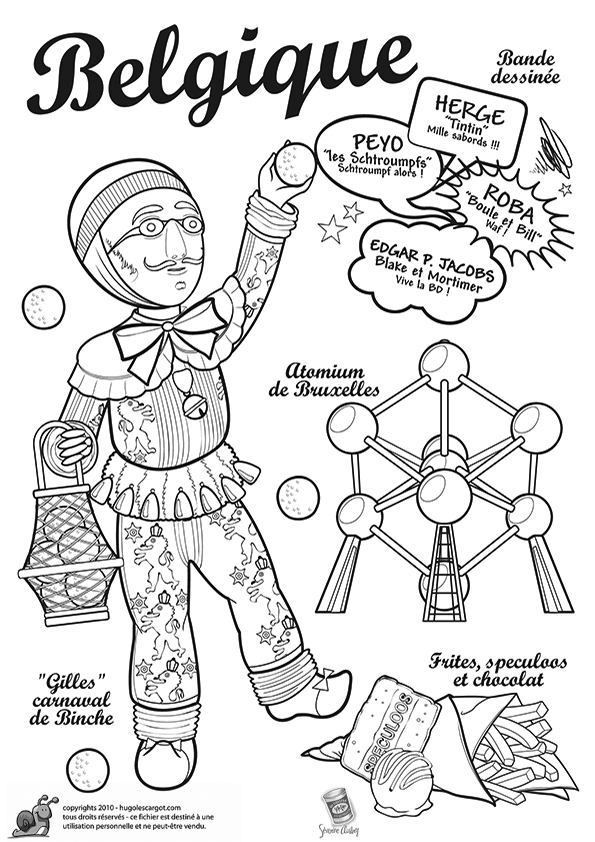 Belgique
Bande
dessinée
HERGE
"Tintin"
Mille sabords !!!
PEYO
"les Schtroumpfs"
Schtroumpf alors !
ROBA
"Boule et Bill"
Waf !
EDGAR P. JACOBS
Blake et Mortimer
Vive la BD !
Atomium
de Bruxelles
"Gilles"
carnaval
de Binche
Frites, speculoos
et chocolat
SPECULOOS
copyrights 2010 - hugolescargot.com
tous droits réservés - ce fichier est destiné à une
utilisation personnelle et ne peut-être vendu.